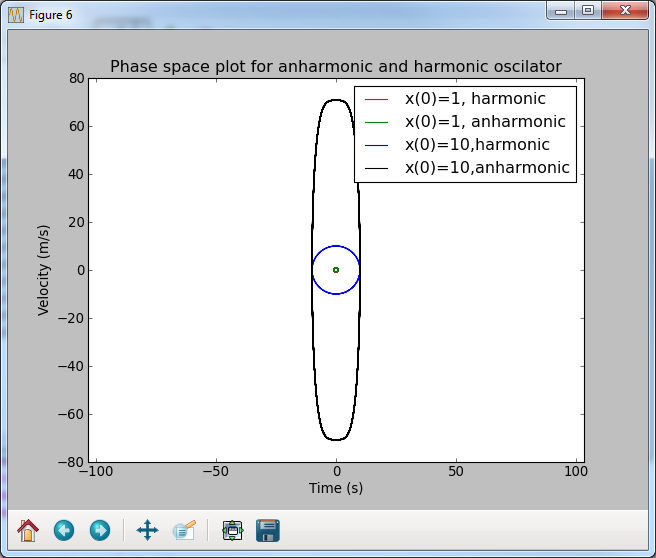 Figure 6
Phase space plot for anharmonic and harmonic oscilator
x(0)=1, harmonic
x(0)=1, anharmonic
x(0)=10,harmonic
x(0)=10,anharmonic
80
60
40
20
0
−20
−40
−60
−80
Velocity (m/s)
−100
−50
0
50
100
Time (s)